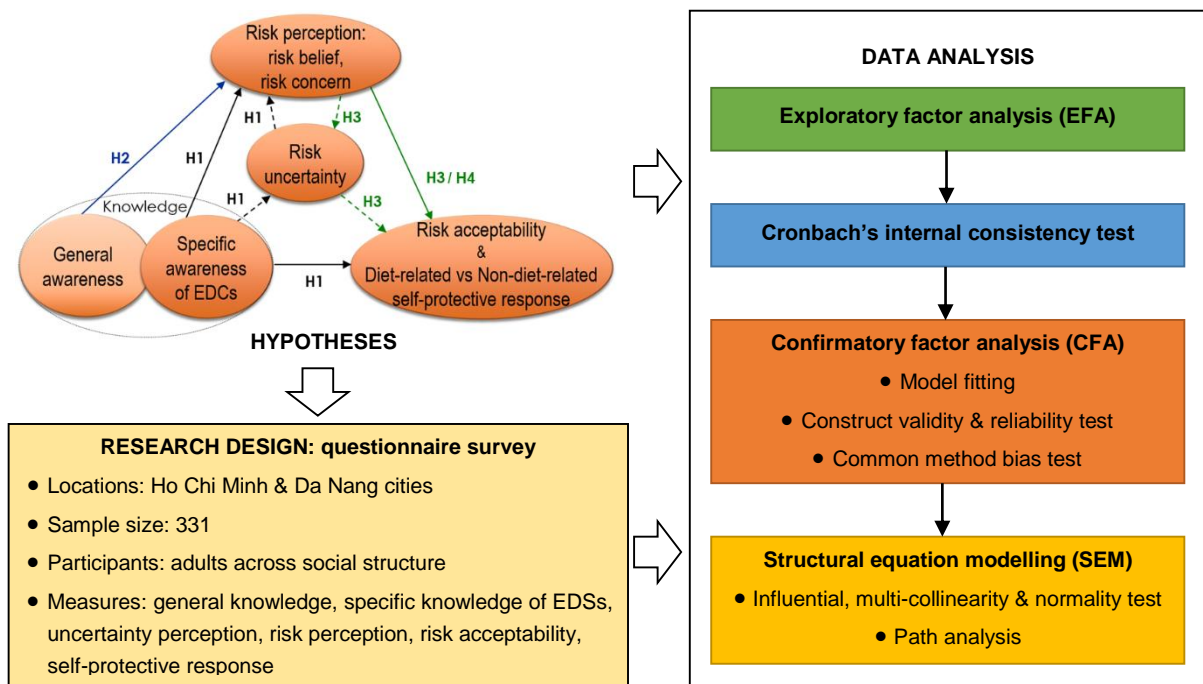 Risk perception:
risk belief,
risk concern
H1
H3
H2
H1
Risk
uncertainty
H3 / H4
Knowledge
H1
H3
General
awareness
Specific
awareness
of EDCs
H1
Risk acceptability
&
Diet-related vs Non-diet-related
self-protective response
HYPOTHESES
RESEARCH DESIGN: questionnaire survey
● Locations: Ho Chi Minh & Da Nang cities
● Sample size: 331
● Participants: adults across social structure
● Measures: general knowledge, specific knowledge of EDSs,
uncertainty perception, risk perception, risk acceptability,
self-protective response
DATA ANALYSIS
Exploratory factor analysis (EFA)
Cronbach’s internal consistency test
Confirmatory factor analysis (CFA)
● Model fitting
● Construct validity & reliability test
● Common method bias test
Structural equation modelling (SEM)
● Influential, multi-collinearity & normality test
● Path analysis